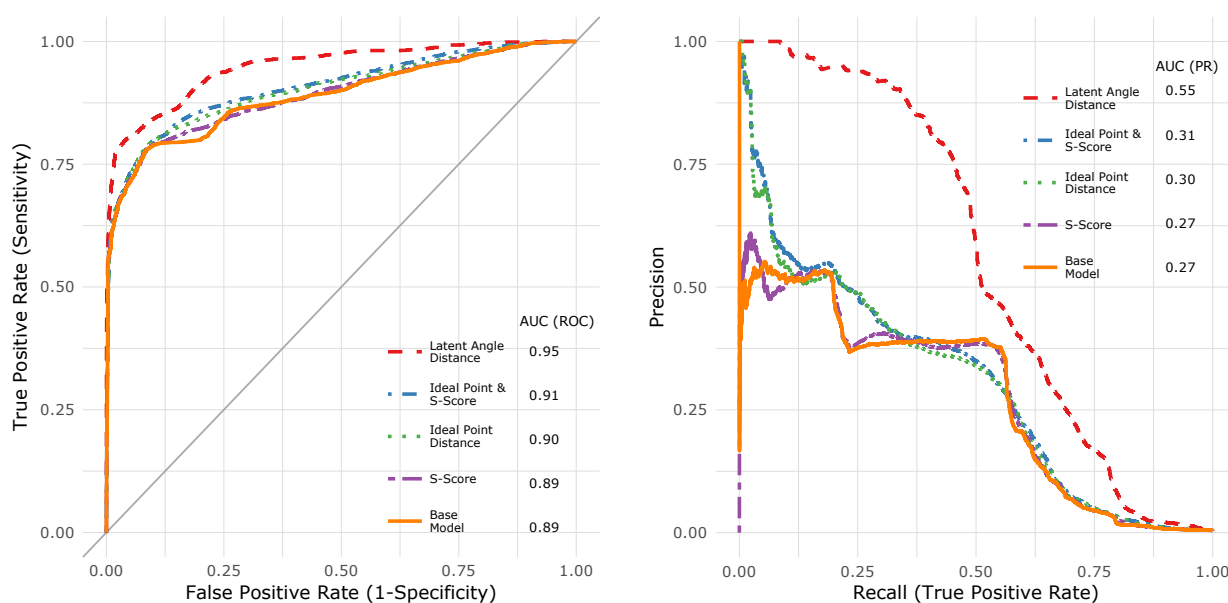 1.00
0.75
0.50
0.25
0.00
True Positive Rate (Sensitivity)
AUC (ROC)
Latent Angle
Distance
0.95
Ideal Point &
S-Score
0.91
Ideal Point
Distance
0.90
S-Score
0.89
Base
Model
0.89
0.00 0.25 0.50 0.75 1.00
False Positive Rate (1-Specificity)
1.00
0.75
0.50
0.25
0.00
Precision
AUC (PR)
Latent Angle
Distance
0.55
Ideal Point &
S-Score
0.31
Ideal Point
Distance
0.30
S-Score
0.27
Base
Model
0.27
0.00 0.25 0.50 0.75 1.00
Recall (True Positive Rate)